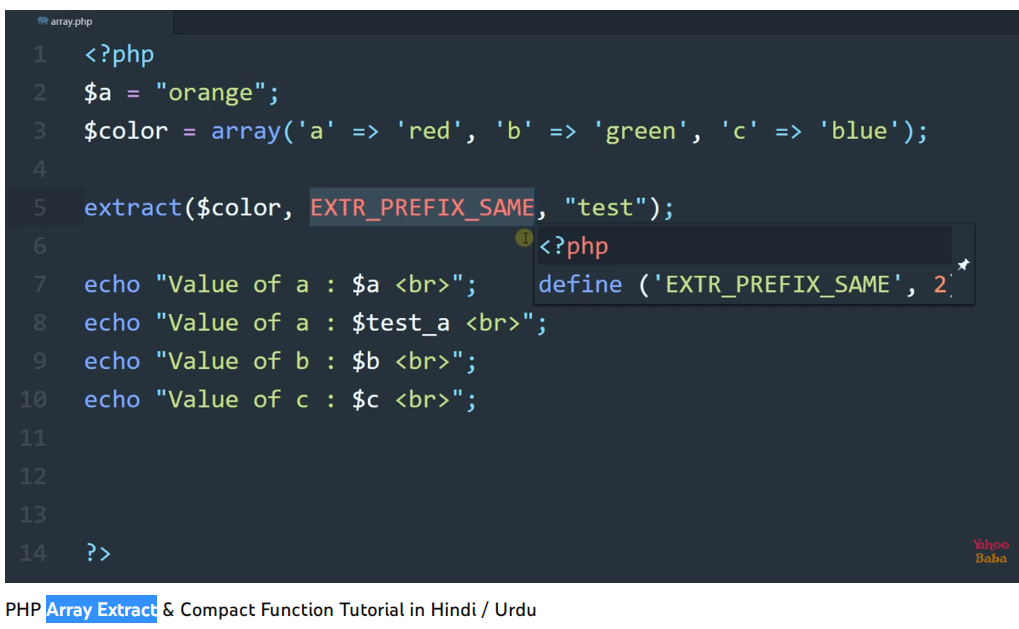 array.php
1 <?php
2 $a = "orange";
3 $color = array('a' => 'red', 'b' => 'green', 'c' => 'blue');
4
5 extract($color, EXTR_PREFIX_SAME, "test");
6
<?php
7 echo "Value of a : $a <br>";
define ('EXTR_PREFIX_SAME', 2)
8 echo "Value of a : $test_a <br>";
9 echo "Value of b : $b <br>";
10 echo "Value of c : $c <br>";
11
12
13
14 ?>
Yahoo
Baba
PHP Array Extract & Compact Function Tutorial in Hindi / Urdu